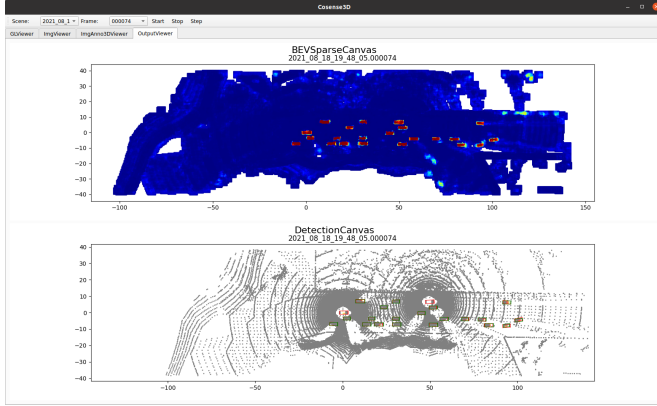 Cosense3D
Scene: 2021_08_1 Frame: 000074 Start Stop Step
GLViewer ImgViewer ImgAnno3DViewer OutputViewer
BEVSparseCanvas
2021_08_18_19_48_05.000074
40
30
20
10
0
−10
−20
−30
−40
−100 −50 0 50 100 150
DetectionCanvas
2021_08_18_19_48_05.000074
40
30
20
10
0
−10
−20
−30
−40
−100 −50 0 50 100